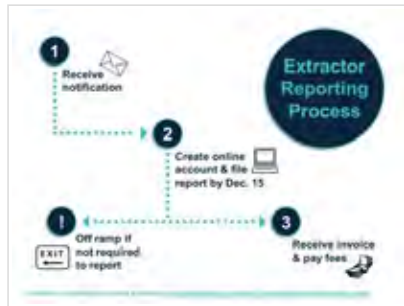 1
Receive
notification
Extractor
Reporting
Process
2
Create online
account & file
report by Dec. 15
!
Off ramp if
not required
to report
EXIT
3
Receive invoice
& pay fees